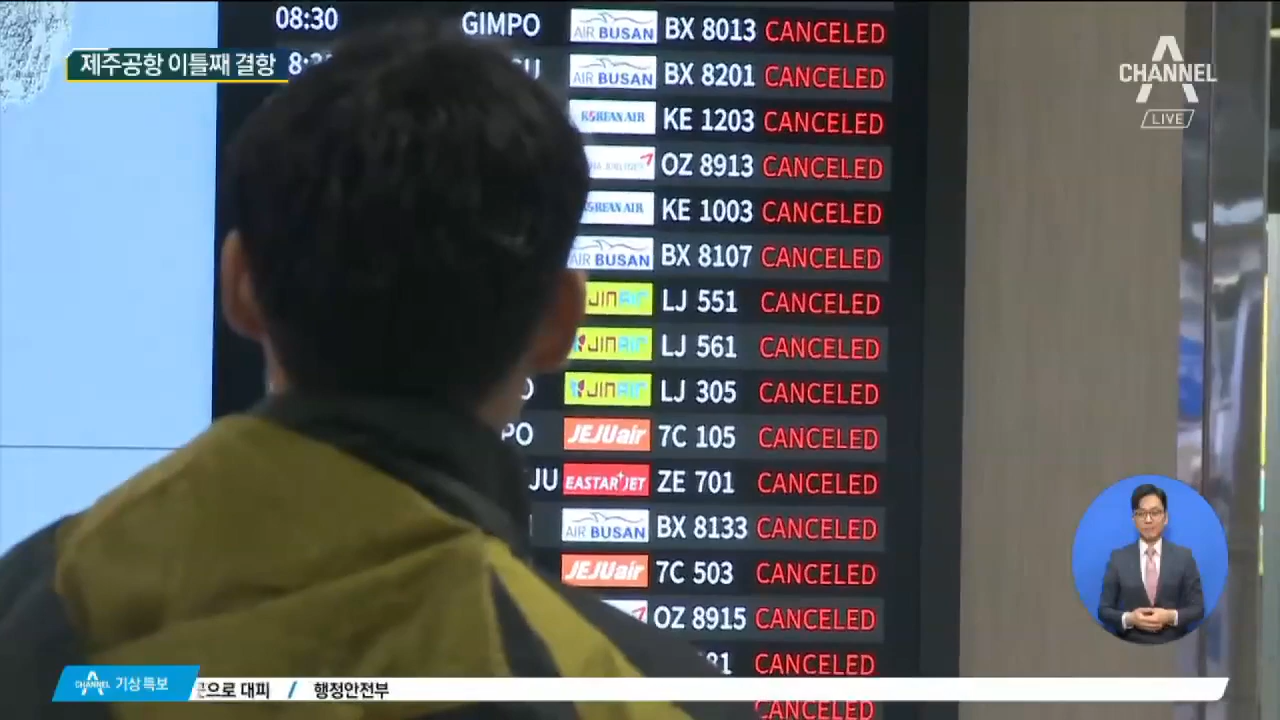 08:30 GIMPO AIR BUSAN BX 8013 CANCELED
제주공항 이틀째 결항
AIR BUSAN BX 8201 CANCELED
KOREAN AIR KE 1203 CANCELED
OZ 8913 CANCELED
KOREAN AIR KE 1003 CANCELED
AIR BUSAN BX 8107 CANCELED
JINAIR LJ 551 CANCELED
JINAIR LJ 561 CANCELED
JINAIR LJ 305 CANCELED
PO JEJUair 7C 105 CANCELED
JU EASTAR JET ZE 701 CANCELED
AIR BUSAN BX 8133 CANCELED
JEJUair 7C 503 CANCELED
OZ 8915 CANCELED
CANCELED
CANCELED
CHANNEL A
LIVE
CHANNEL A 기상 특보
으로 대피 / 행정안전부